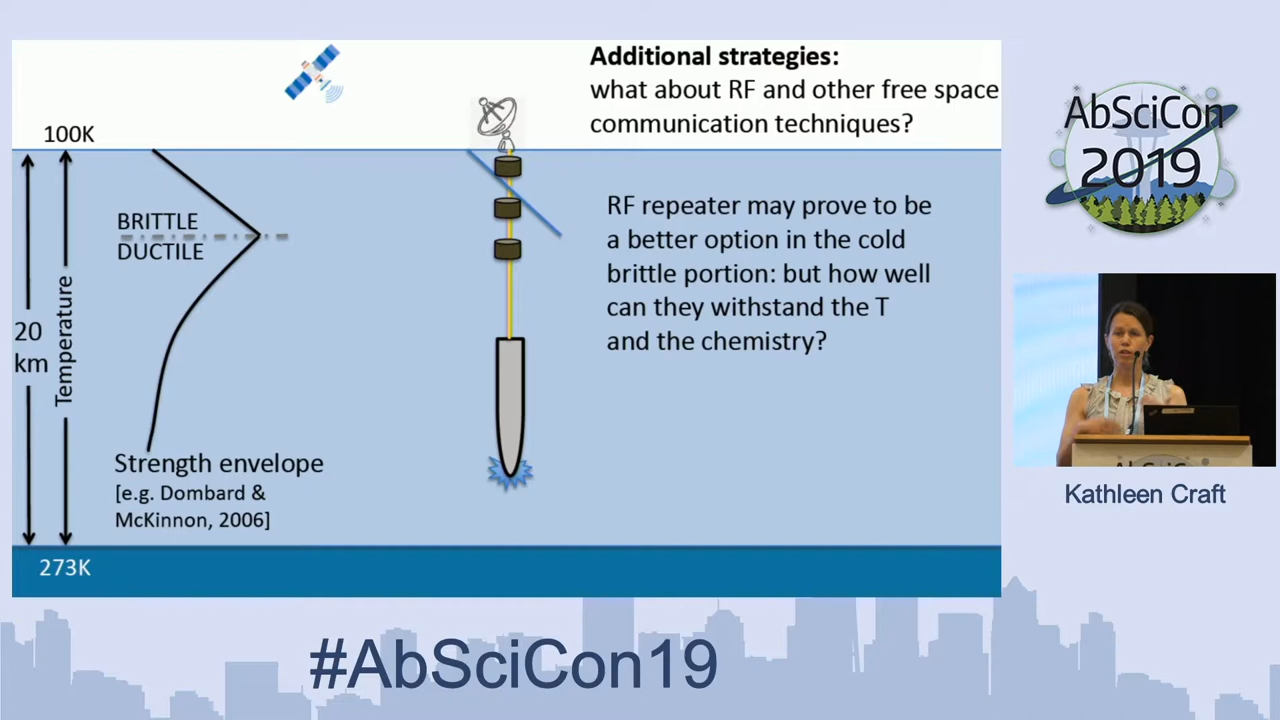 Additional strategies:
what about RF and other free space
communication techniques?
100K
BRITTLE
DUCTILE
20
km
Temperature
RF repeater may prove to be
a better option in the cold
brittle portion: but how well
can they withstand the T
and the chemistry?
Strength envelope
[e.g. Dombard &
McKinnon, 2006]
273K
AbSciCon
2019
Kathleen Craft
#AbSciCon19